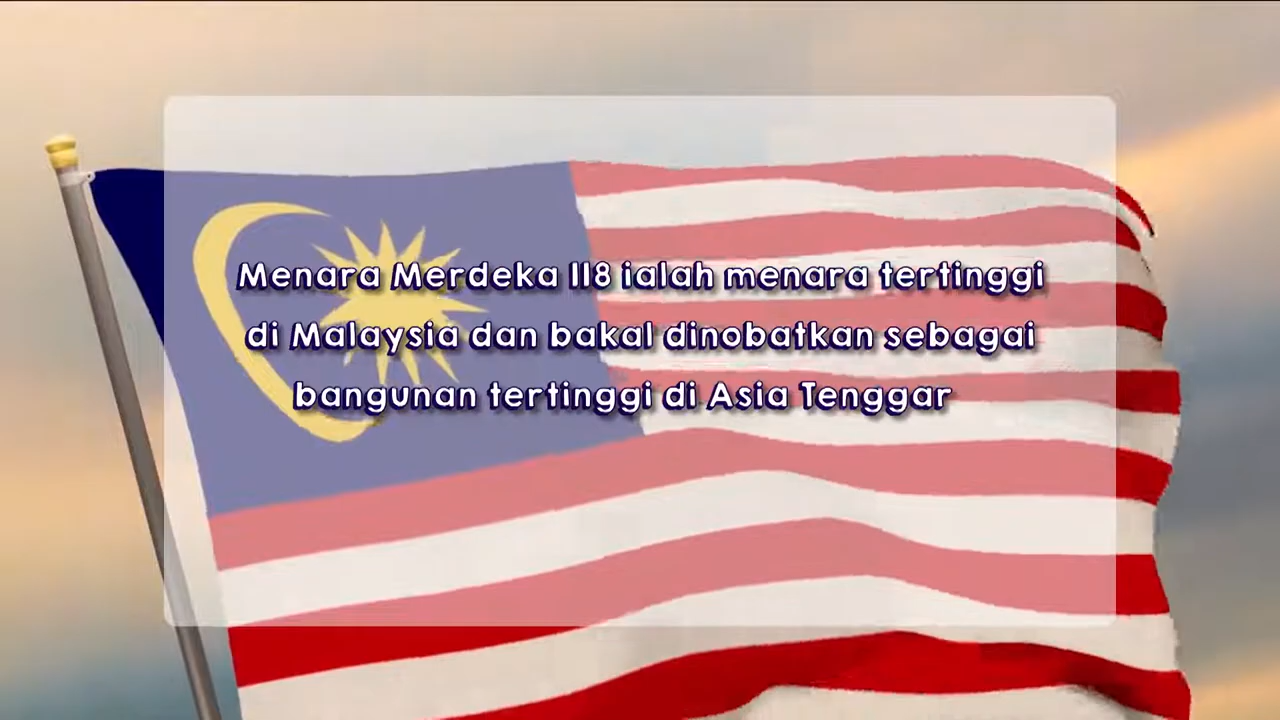 Menara Merdeka 118 ialah menara tertinggi
di Malaysia dan bakal dinobatkan sebagai
bangunan tertinggi di Asia Tenggar